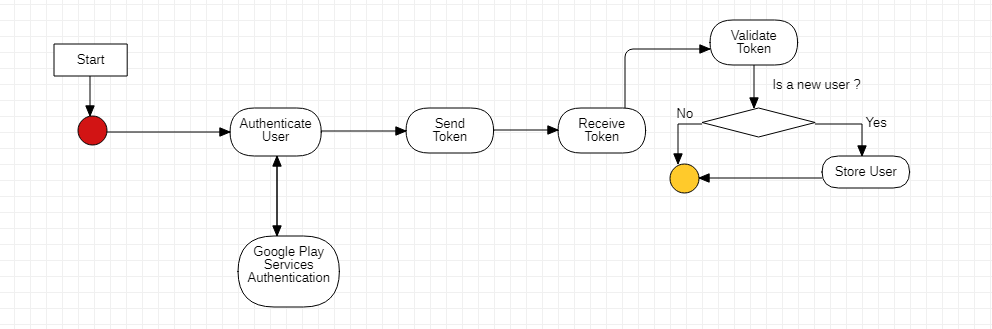 Start
Authenticate
User
Google Play
Services
Authentication
Send
Token
Receive
Token
Validate
Token
Is a new user ?
No
Yes
Store User